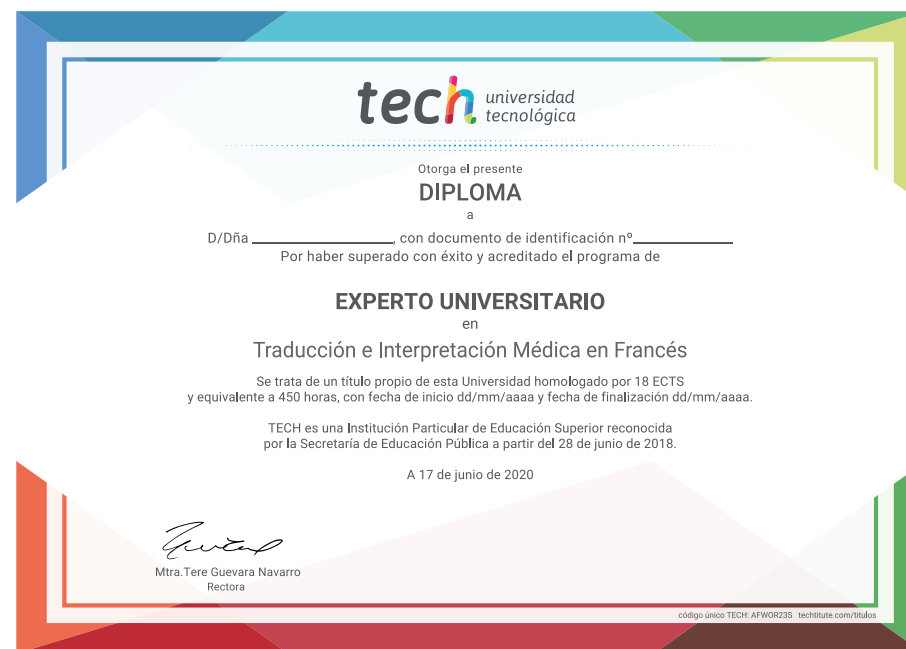 tech universidad
tecnológica
Otorga el presente
DIPLOMA
a
D/Dña ____________________, con documento de identificación nº______________
Por haber superado con éxito y acreditado el programa de
EXPERTO UNIVERSITARIO
en
Traducción e Interpretación Médica en Francés
Se trata de un título propio de esta Universidad homologado por 18 ECTS
y equivalente a 450 horas, con fecha de inicio dd/mm/aaaa y fecha de finalización dd/mm/aaaa.
TECH es una Institución Particular de Educación Superior reconocida
por la Secretaría de Educación Pública a partir del 28 de junio de 2018.
A 17 de junio de 2020
Mtra.Tere Guevara Navarro
Rectora
código único TECH: AFWOR23S techtitute.com/titulos